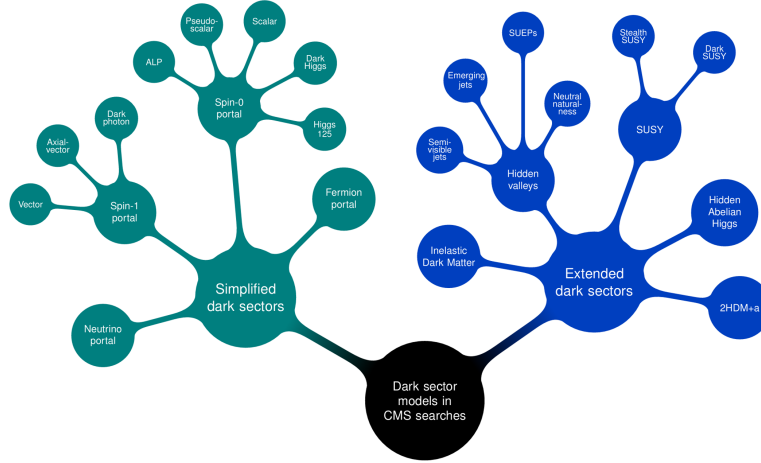 Pseudo-
scalar
Scalar
ALP
Dark
Higgs
Spin-0
portal
Higgs
125
Dark
photon
Axial-
vector
Vector
Spin-1
portal
Fermion
portal
Simplified
dark sectors
Neutrino
portal
SUEPs
Stealth
SUSY
Dark
SUSY
Emerging
jets
Neutral
natural-
ness
SUSY
Semi-
visible
jets
Hidden
valleys
Hidden
Abelian
Higgs
Inelastic
Dark Matter
Extended
dark sectors
2HDM+a
Dark sector
models in
CMS searches